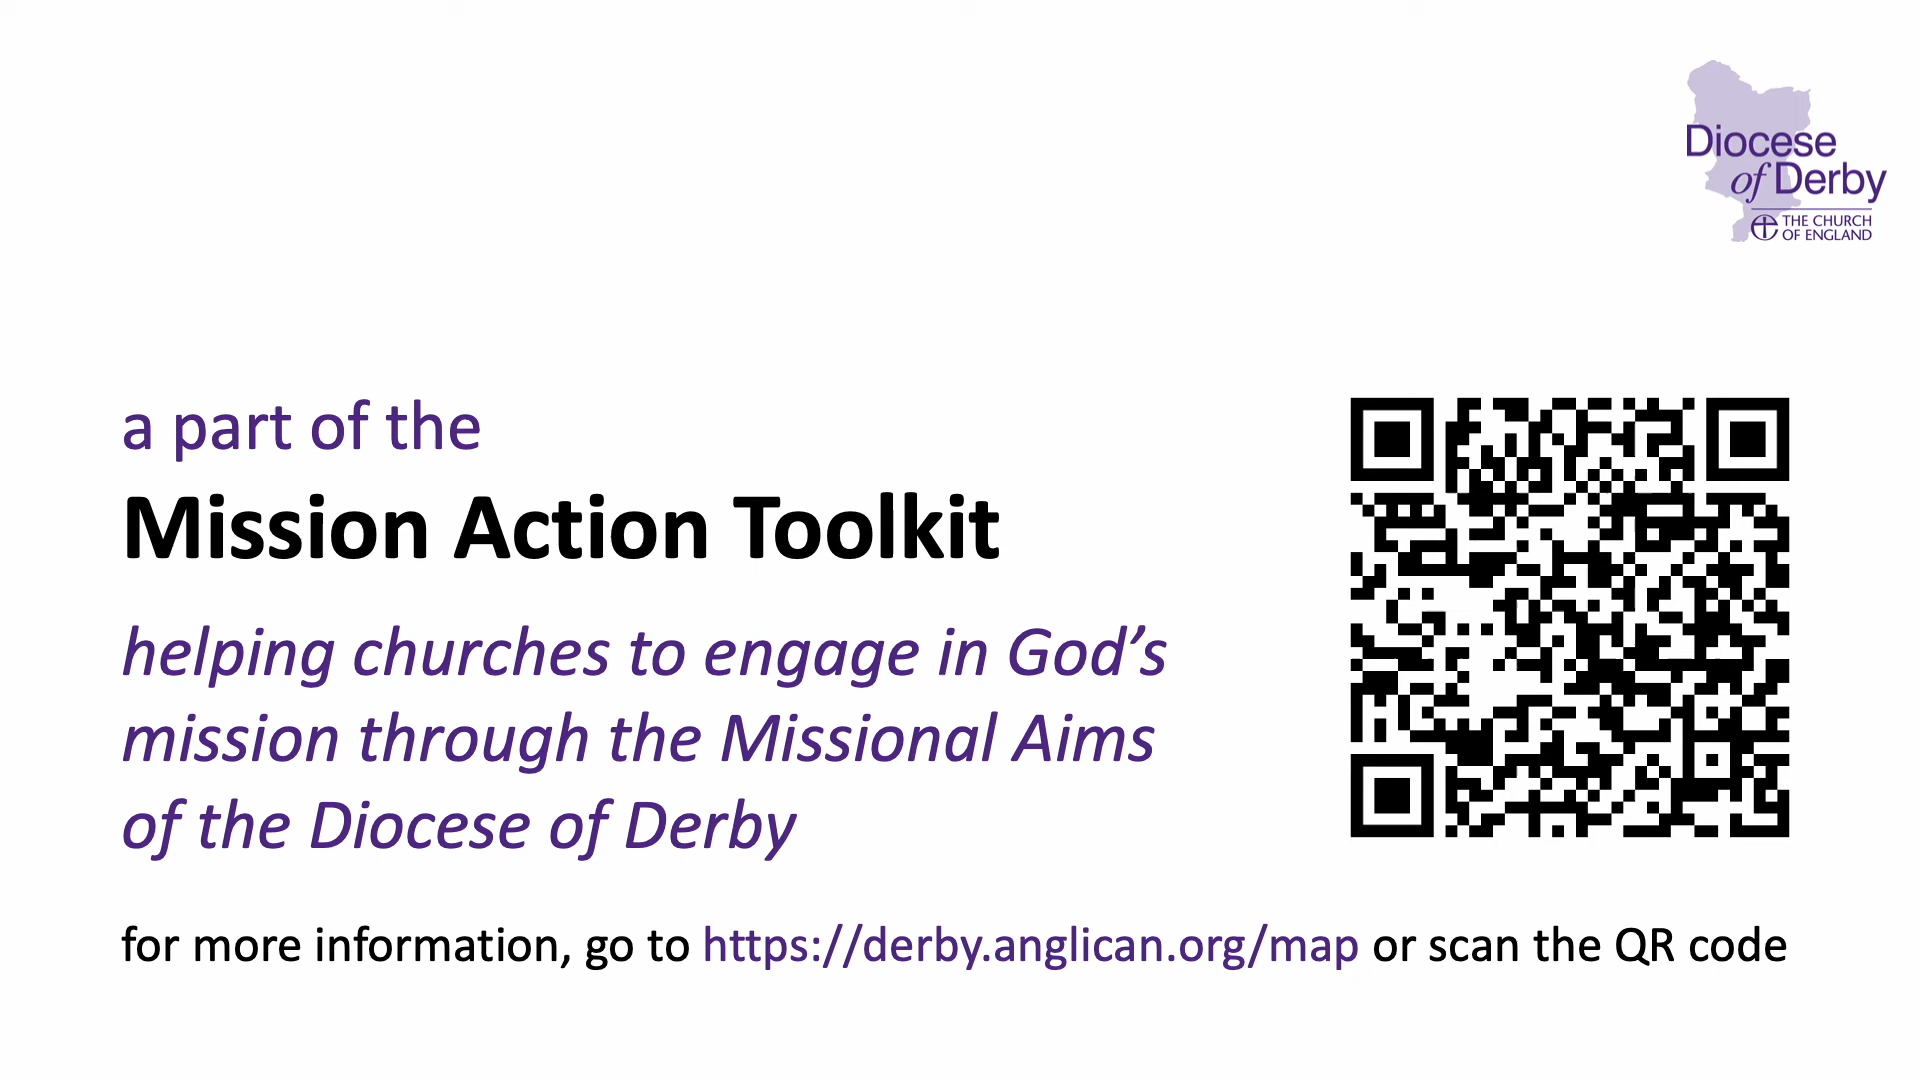 Diocese
of Derby
THE CHURCH
OF ENGLAND
a part of the
Mission Action Toolkit
helping churches to engage in God’s
mission through the Missional Aims
of the Diocese of Derby
for more information, go to https://derby.anglican.org/map or scan the QR code